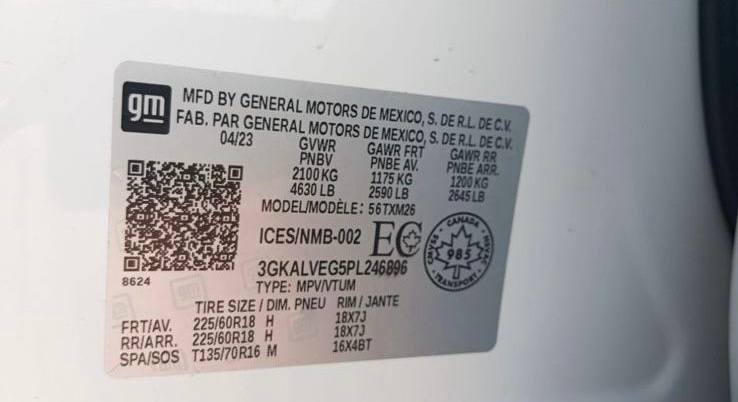 gm
MFD BY GENERAL MOTORS DE MEXICO, S. DE R.L. DE C.V.
FAB. PAR GENERAL MOTORS DE MEXICO, S. DE R.L. DE C.V.
04/23 GVWR GAWR FRT GAWR RR
PNBV PNBE AV. PNBE ARR.
2100 KG 1175 KG 1200 KG
4630 LB 2590 LB 2645 LB
MODEL/MODÈLE: 56TXM26
ICES/NMB-002 EC
CANADA
CMVSS 985 NSVAC
TRANSPORT
3GKALVEG5PL246896
8624
TYPE: MPV/VTUM
TIRE SIZE / DIM. PNEU RIM / JANTE
FRT/AV. 225/60R18 H 18X7J
RR/ARR. 225/60R18 H 18X7J
SPA/SOS T135/70R16 M 16X4BT